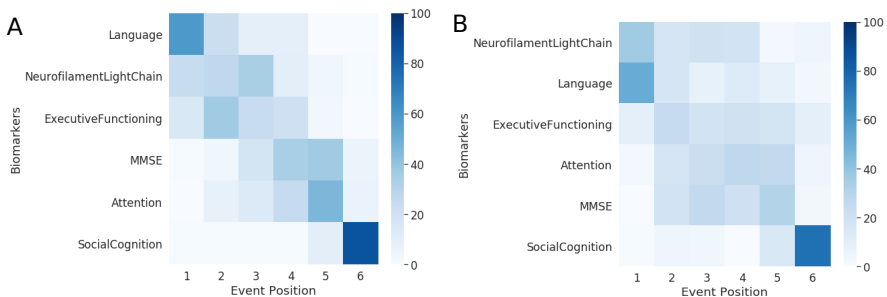 A
Biomarkers
Language
NeurofilamentLightChain
ExecutiveFunctioning
MMSE
Attention
SocialCognition
1 2 3 4 5 6
Event Position
100
80
60
40
20
0
B
Biomarkers
NeurofilamentLightChain
Language
ExecutiveFunctioning
Attention
MMSE
SocialCognition
1 2 3 4 5 6
Event Position
100
80
60
40
20
0